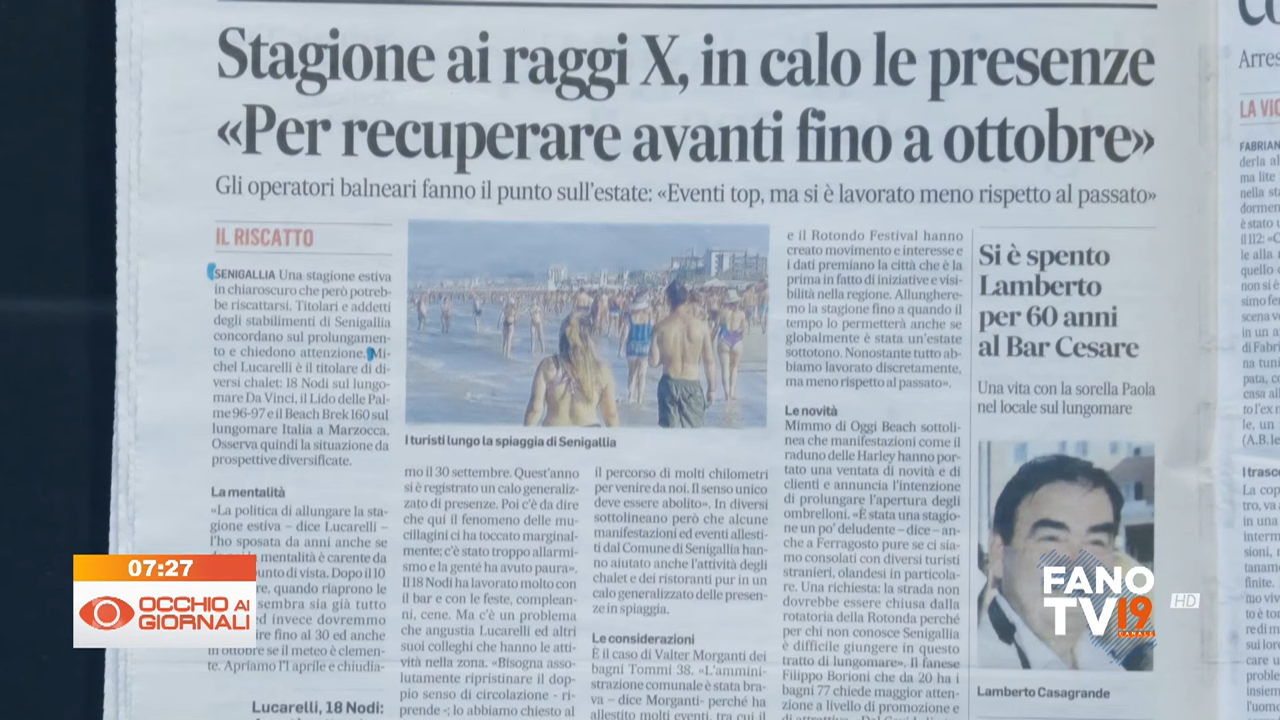 Stagione ai raggi X, in calo le presenze
«Per recuperare avanti fino a ottobre»
Gli operatori balneari fanno il punto sull'estate: «Eventi top, ma si è lavorato meno rispetto al passato»
IL RISCATTO
SENIGALLIA Una stagione estiva
in chiaroscuro che però potreb-
be riscattarsi. Titolari e addetti
degli stabilimenti di Senigallia
concordano sul prolungamen-
to e chiedono attenzione. Mi-
chel Lucarelli è il titolare di di-
versi chalet: 18 Nodi sul lungo-
mare Da Vinci, il Lido delle Pal-
me 96-97 e il Beach Brek 160 sul
lungomare Italia a Marzocca.
Osserva quindi la situazione da
prospettive diversificate.
La mentalità
«La politica di allungare la sta-
gione estiva – dice Lucarelli –
l'ho sposata da anni anche se
mentalità è carente da
unto di vista. Dopo il 10
re, quando riaprono le
sembra sia già tutto
ed invece dovremmo
re fino al 30 ed anche
in ottobre se il meteo è clemen-
te. Apriamo l'1 aprile e chiudia-
Lucarelli, 18 Nodi:
I turisti lungo la spiaggia di Senigallia
mo il 30 settembre. Quest'anno
si è registrato un calo generaliz-
zato di presenze. Poi c'è da dire
che qui il fenomeno delle mu-
cillagini ci ha toccato marginal-
mente; c'è stato troppo allarmi-
smo e la gente ha avuto paura».
Il 18 Nodi ha lavorato molto con
il bar e con le feste, complean-
ni, cene. Ma c'è un problema
che angustia Lucarelli ed altri
suoi colleghi che hanno le atti-
vità nella zona. «Bisogna asso-
lutamente ripristinare il dop-
pio senso di circolazione - ri-
prende -; lo abbiamo chiesto al
il percorso di molti chilometri
per venire da noi. Il senso unico
deve essere abolito». In diversi
sottolineano però che alcune
manifestazioni ed eventi allesti-
ti dal Comune di Senigallia han-
no aiutato anche l'attività degli
chalet e dei ristoranti pur in un
calo generalizzato delle presen-
ze in spiaggia.
Le considerazioni
È il caso di Valter Morganti dei
bagni Tommi 38. «L'ammini-
strazione comunale è stata bra-
va – dice Morganti- perché ha
allestito molti eventi, tra cui il
e il Rotondo Festival hanno
creato movimento e interesse e
i dati premiano la città che è la
prima in fatto di iniziative e visi-
bilità nella regione. Allunghere-
mo la stagione fino a quando il
tempo lo permetterà anche se
globalmente è stata un'estate
sottotono. Nonostante tutto ab-
biamo lavorato discretamente,
ma meno rispetto al passato».
Le novità
Mimmo di Oggi Beach sottoli-
nea che manifestazioni come il
raduno delle Harley hanno por-
tato una ventata di novità e di
clienti e annuncia l'intenzione
di prolungare l'apertura degli
ombrelloni. «È stata una stagio-
ne un po' deludente – dice – an-
che a Ferragosto pure se ci sia-
mo consolati con diversi turisti
stranieri, olandesi in particola-
re. Una richiesta: la strada non
dovrebbe essere chiusa dalla
rotatoria della Rotonda perché
per chi non conosce Senigallia
è difficile giungere in questo
tratto di lungomare». Il fanese
Filippo Borioni che da 20 ha i
bagni 77 chiede maggior atten-
zione a livello di promozione e
Si è spento
Lamberto
per 60 anni
al Bar Cesare
Una vita con la sorella Paola
nel locale sul lungomare
Lamberto Casagrande
Arres
LA VIC
FABRIAN
07:27
OCCHIO AI
GIORNALI
FANO
TV 19
CANALE
HD